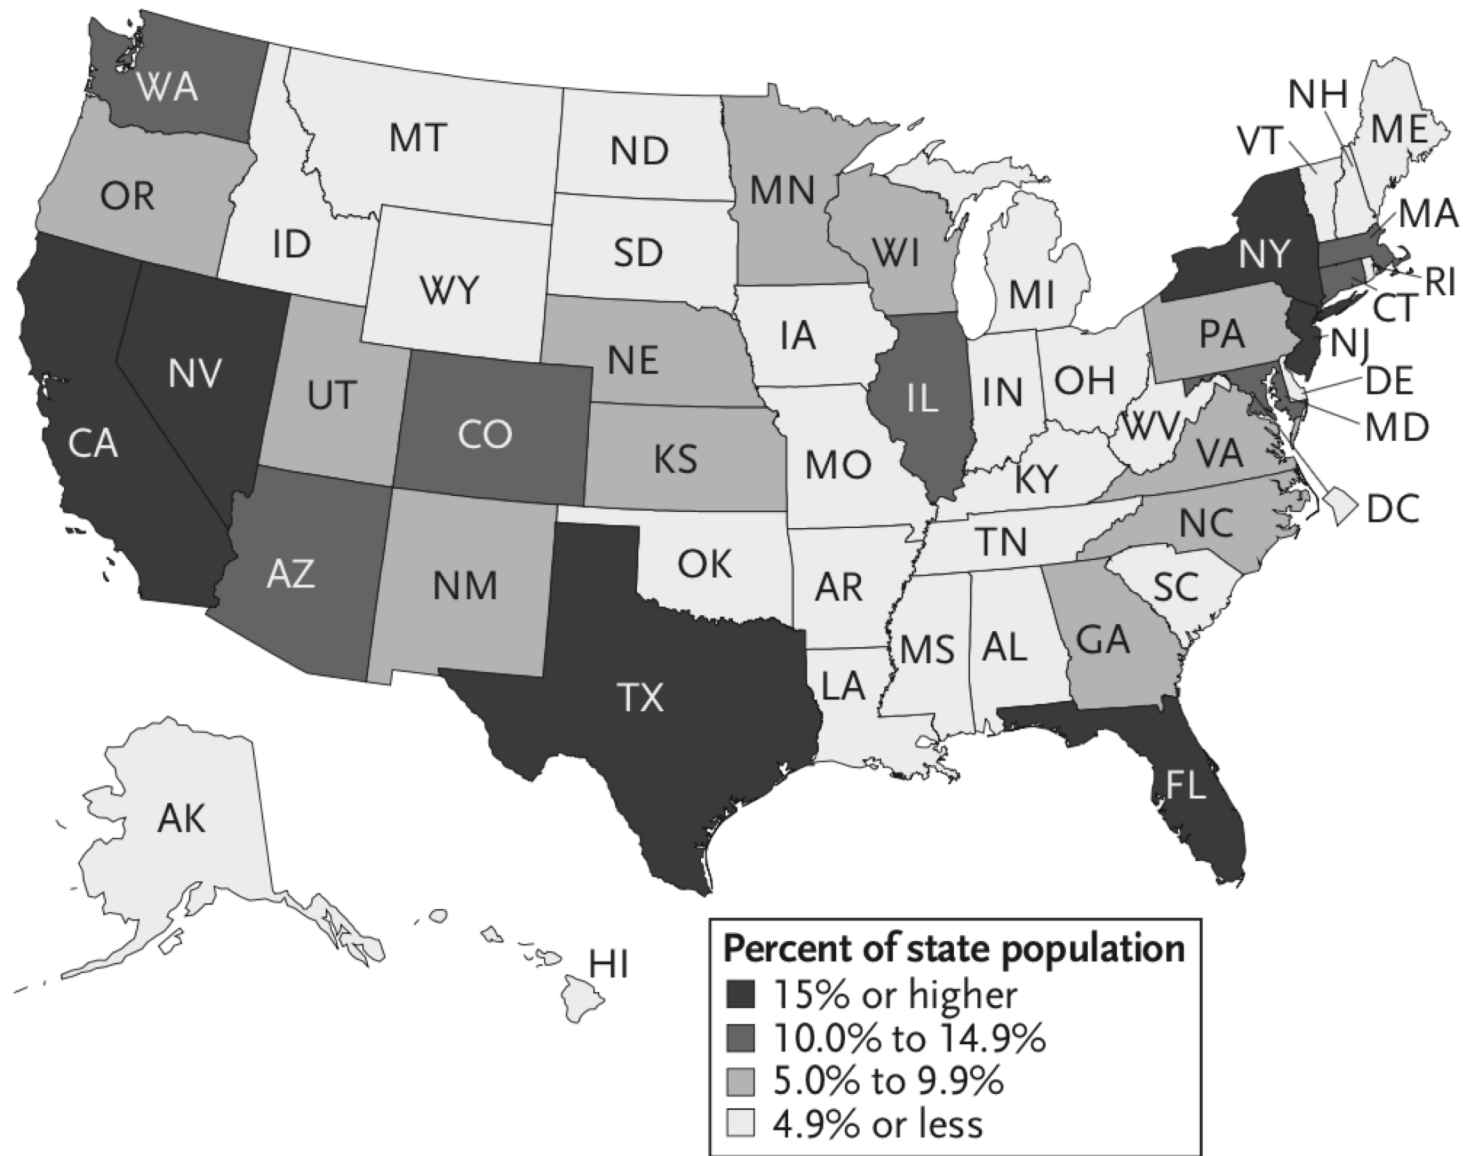 WA
MT
ND
MN
NH
VT
ME
OR
ID
SD
WI
MA
NY
WY
MI
RI
CT
IA
PA
NJ
NE
NV
UT
IL
IN
OH
DE
CO
MD
CA
WV
KS
MO
VA
KY
DC
NC
TN
AZ
NM
OK
AR
SC
MS
AL
GA
TX
LA
FL
AK
HI
Percent of state population
15% or higher
10.0% to 14.9%
5.0% to 9.9%
4.9% or less